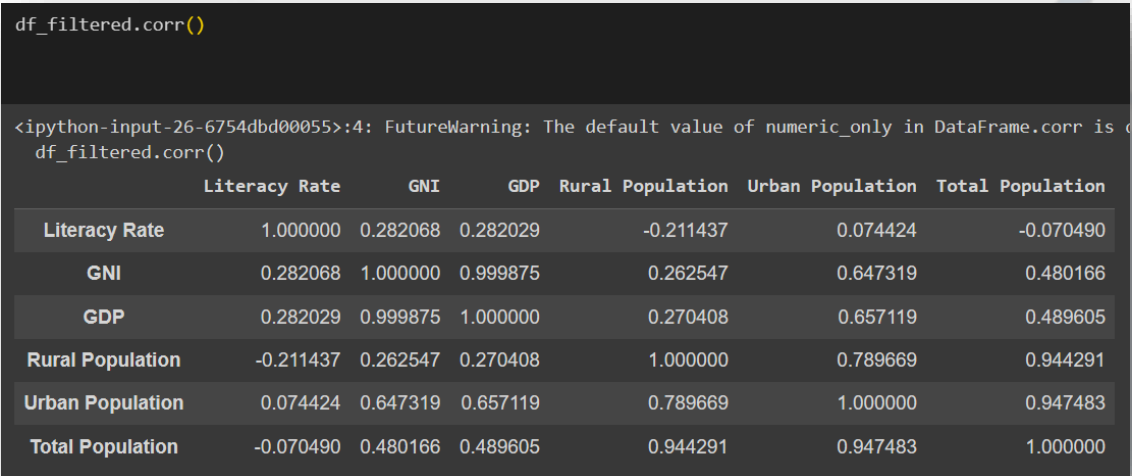 df_filtered.corr()
<ipython-input-26-6754dbd00055>:4: FutureWarning: The default value of numeric_only in DataFrame.corr is
df_filtered.corr()
Literacy Rate GNI GDP Rural Population Urban Population Total Population
Literacy Rate 1.000000 0.282068 0.282029 -0.211437 0.074424 -0.070490
GNI 0.282068 1.000000 0.999875 0.262547 0.647319 0.480166
GDP 0.282029 0.999875 1.000000 0.270408 0.657119 0.489605
Rural Population -0.211437 0.262547 0.270408 1.000000 0.789669 0.944291
Urban Population 0.074424 0.647319 0.657119 0.789669 1.000000 0.947483
Total Population -0.070490 0.480166 0.489605 0.944291 0.947483 1.000000